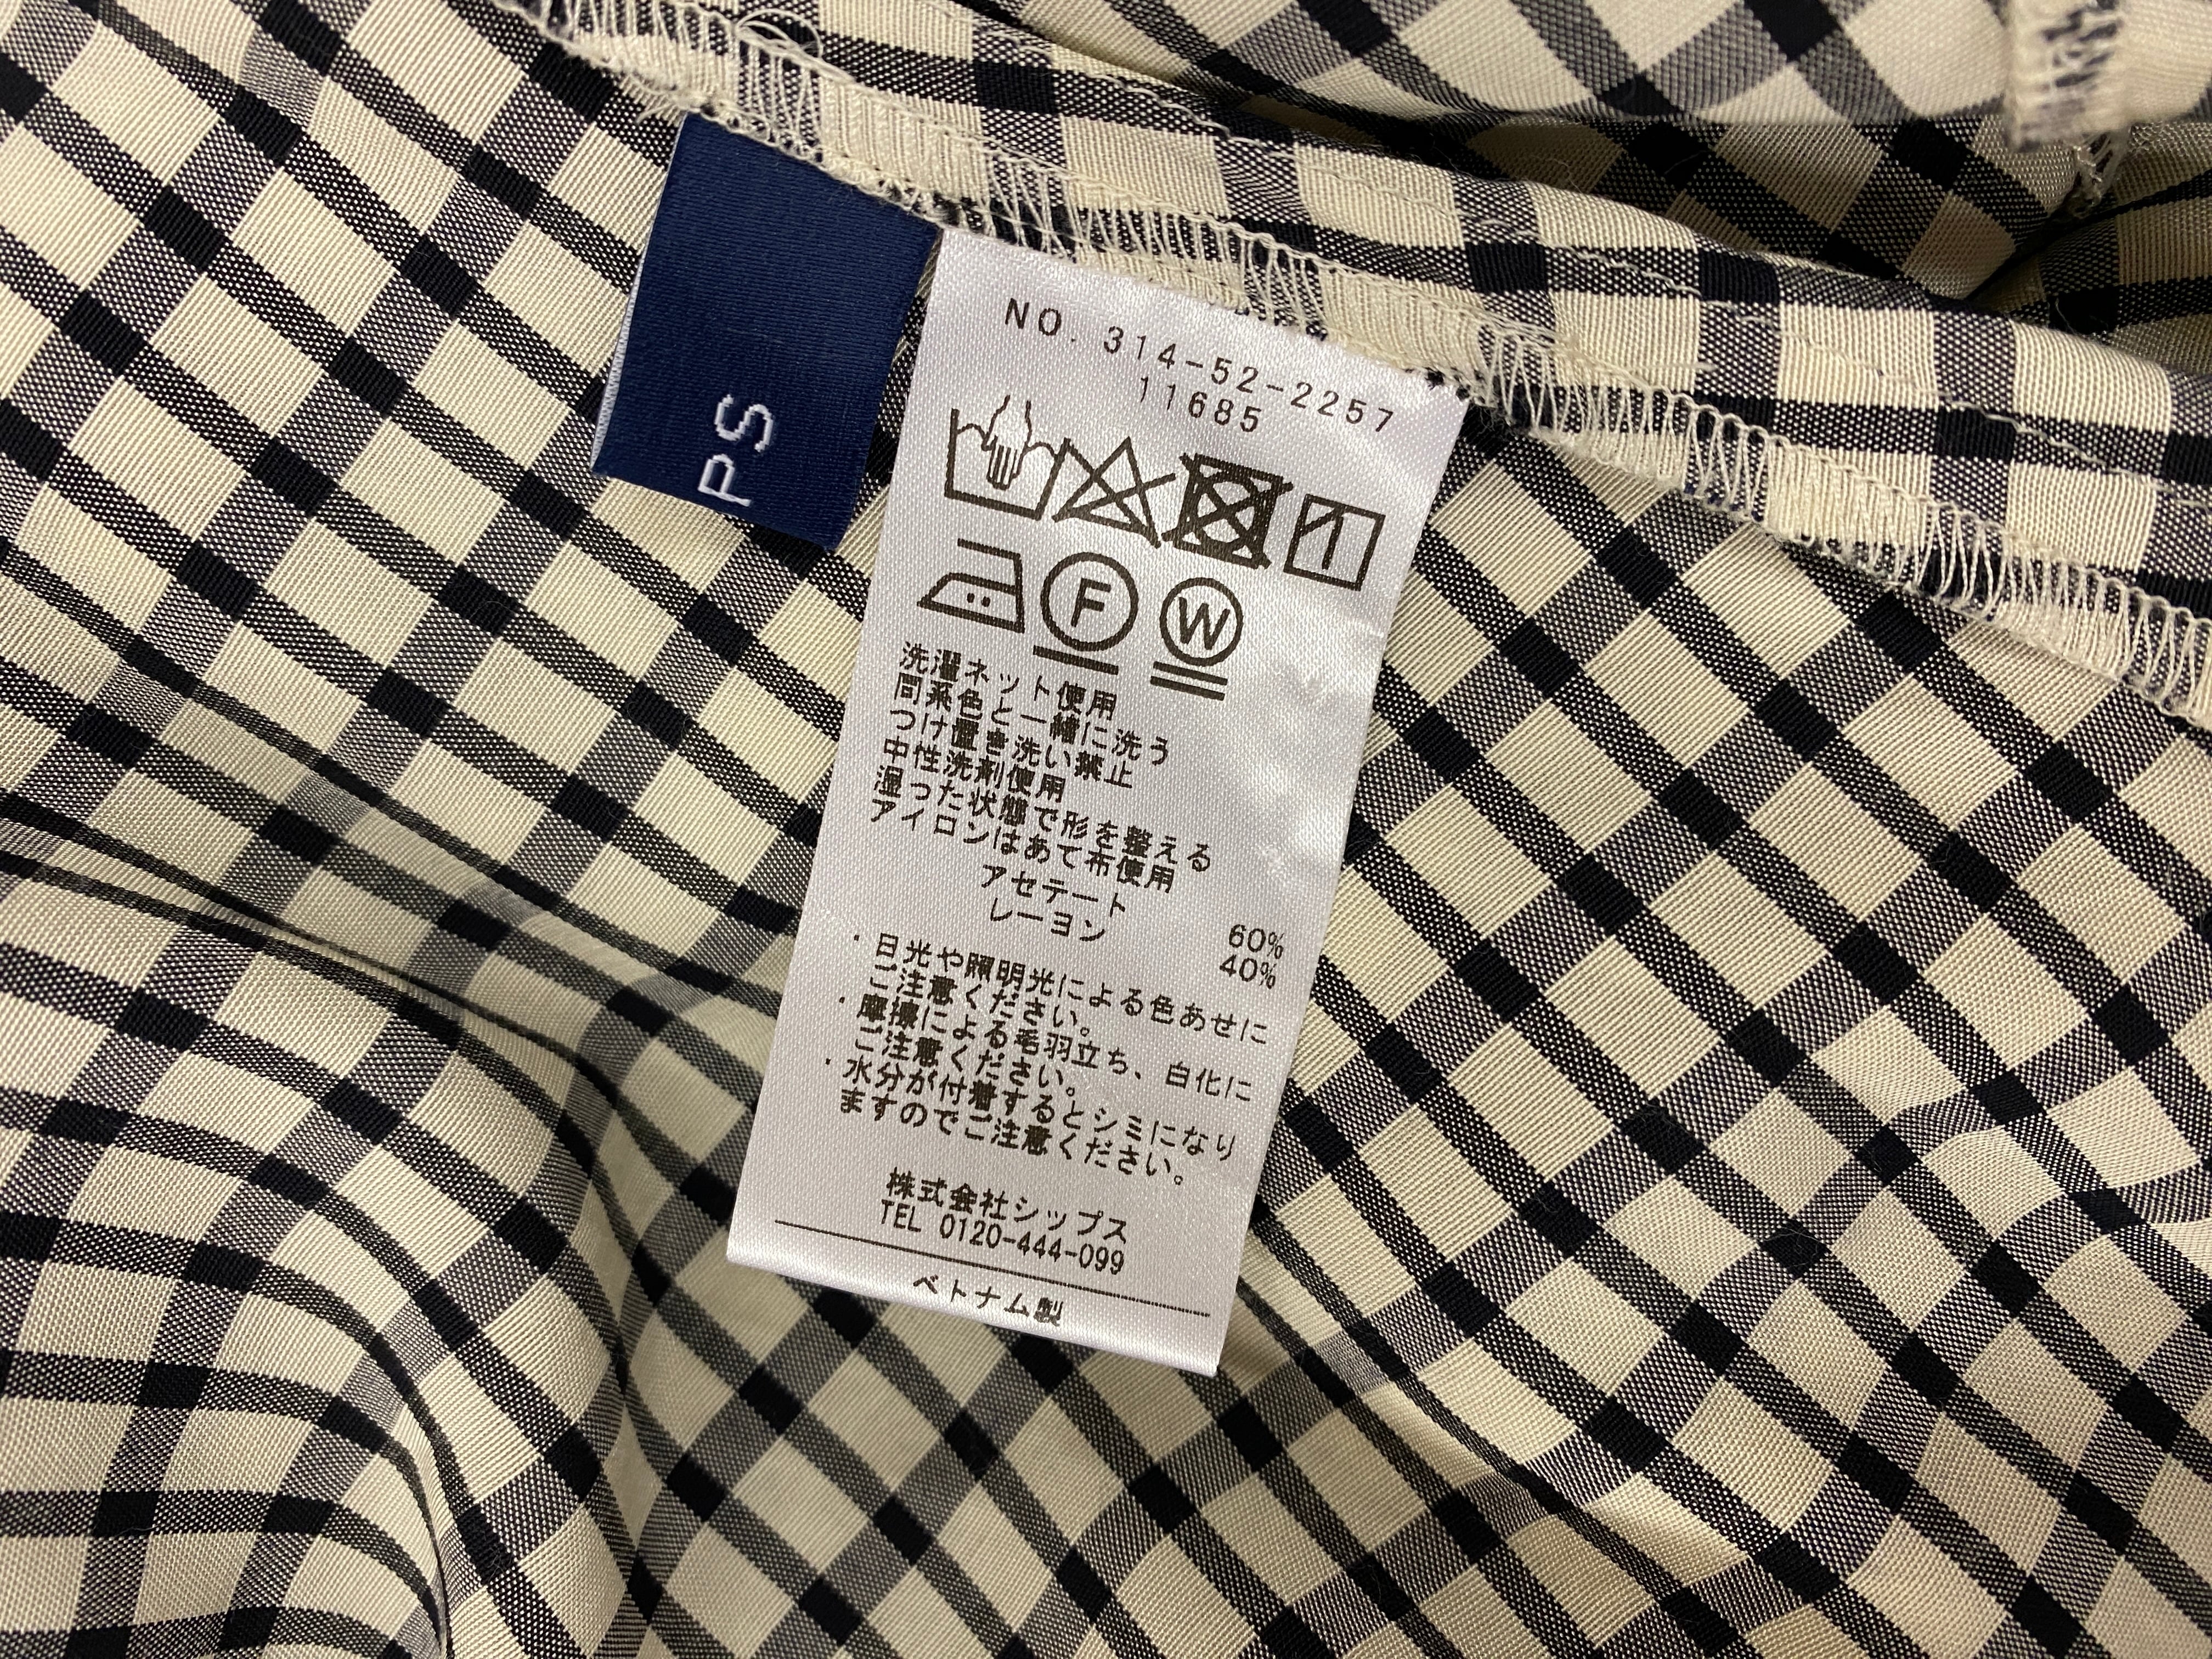 PS
NO. 314-52-2257
11685
F
W
洗濯ネット使用
同系色と一緒に洗う
つけ置き洗い禁止
中性洗剤使用
湿った状態で形を整える
アイロンはあて布使用
アセテート 60%
レーヨン 40%
・日光や照明光による色あせに
ご注意ください。
・摩擦による毛羽立ち、白化に
ご注意ください。
・水分が付着するとシミになり
ますのでご注意ください。
株式会社シップス
TEL 0120-444-099
ベトナム製